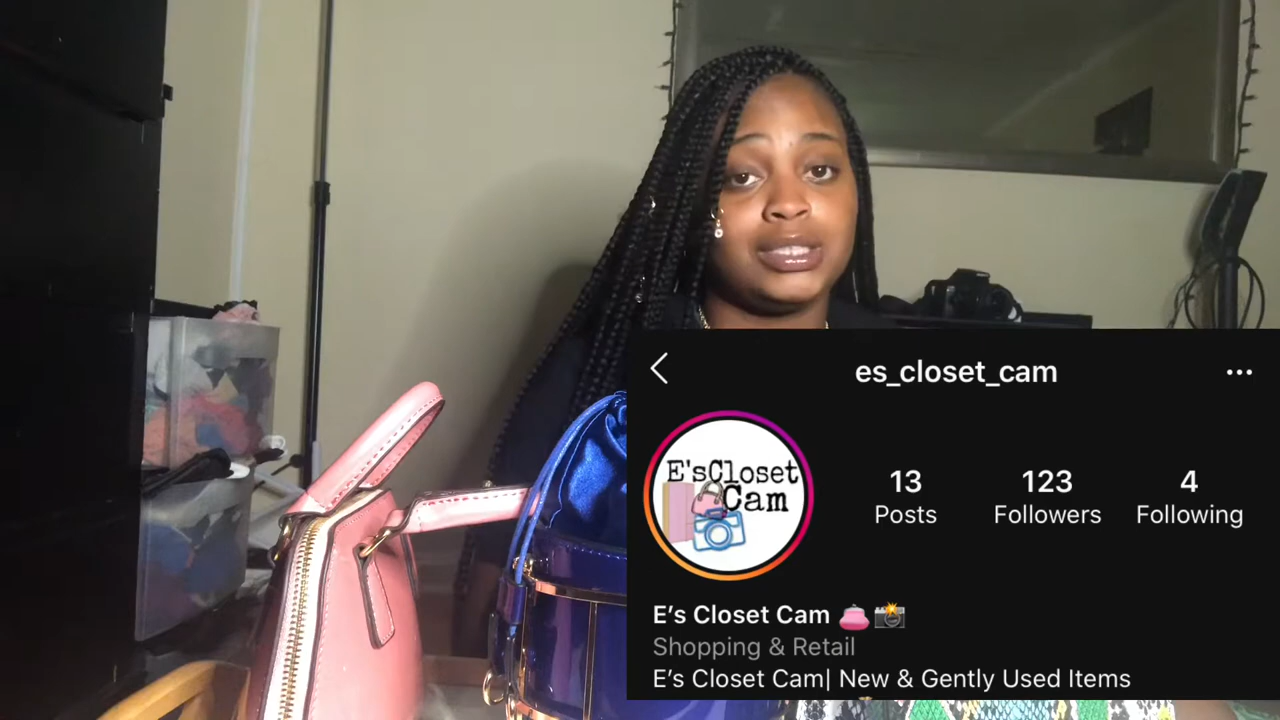 es_closet_cam
E'sCloset
Cam
13
123
4
Posts
Followers
Following
E's Closet Cam
Shopping & Retail
E's Closet Cam| New & Gently Used Items